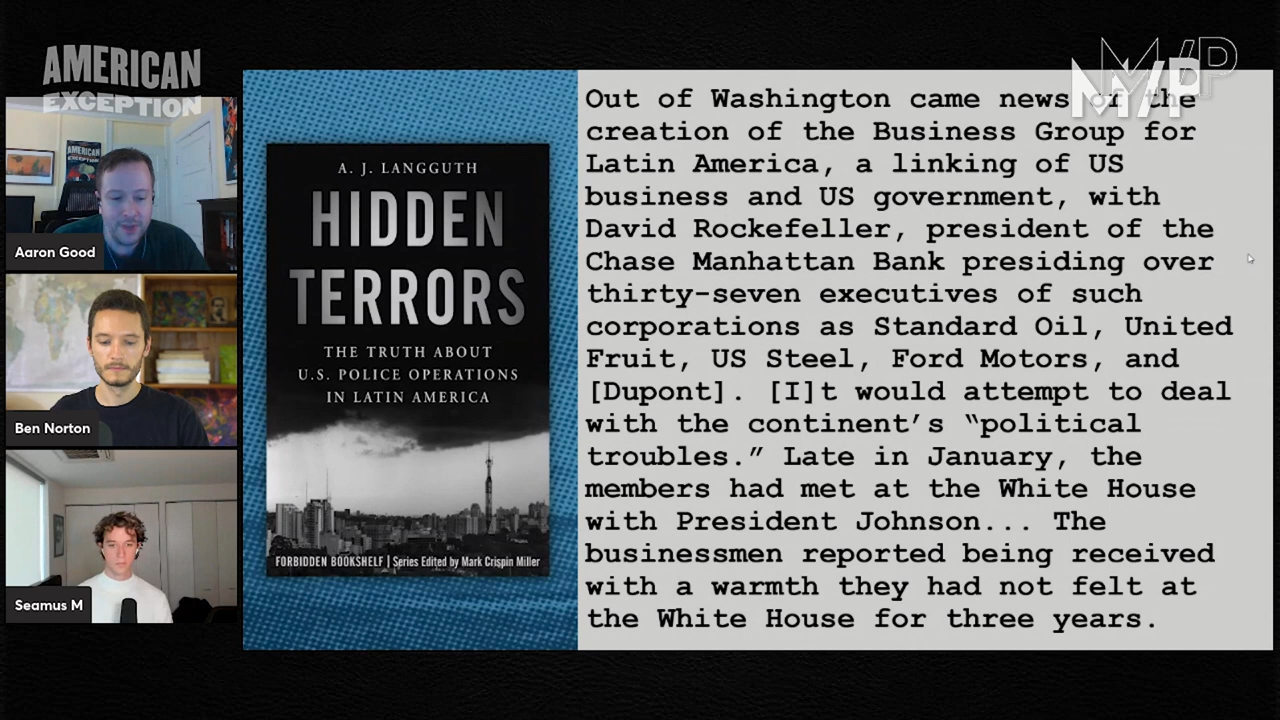 AMERICAN
EXCEPTION
M/P
M/P
Aaron Good
Ben Norton
Seamus M
A. J. LANGGUTH
HIDDEN
TERRORS
THE TRUTH ABOUT
U.S. POLICE OPERATIONS
IN LATIN AMERICA
FORBIDDEN BOOKSHELF | Series Edited by Mark Crispin Miller
Out of Washington came news of the
creation of the Business Group for
Latin America, a linking of US
business and US government, with
David Rockefeller, president of the
Chase Manhattan Bank presiding over
thirty-seven executives of such
corporations as Standard Oil, United
Fruit, US Steel, Ford Motors, and
[Dupont]. [I]t would attempt to deal
with the continent's “political
troubles.” Late in January, the
members had met at the White House
with President Johnson... The
businessmen reported being received
with a warmth they had not felt at
the White House for three years.